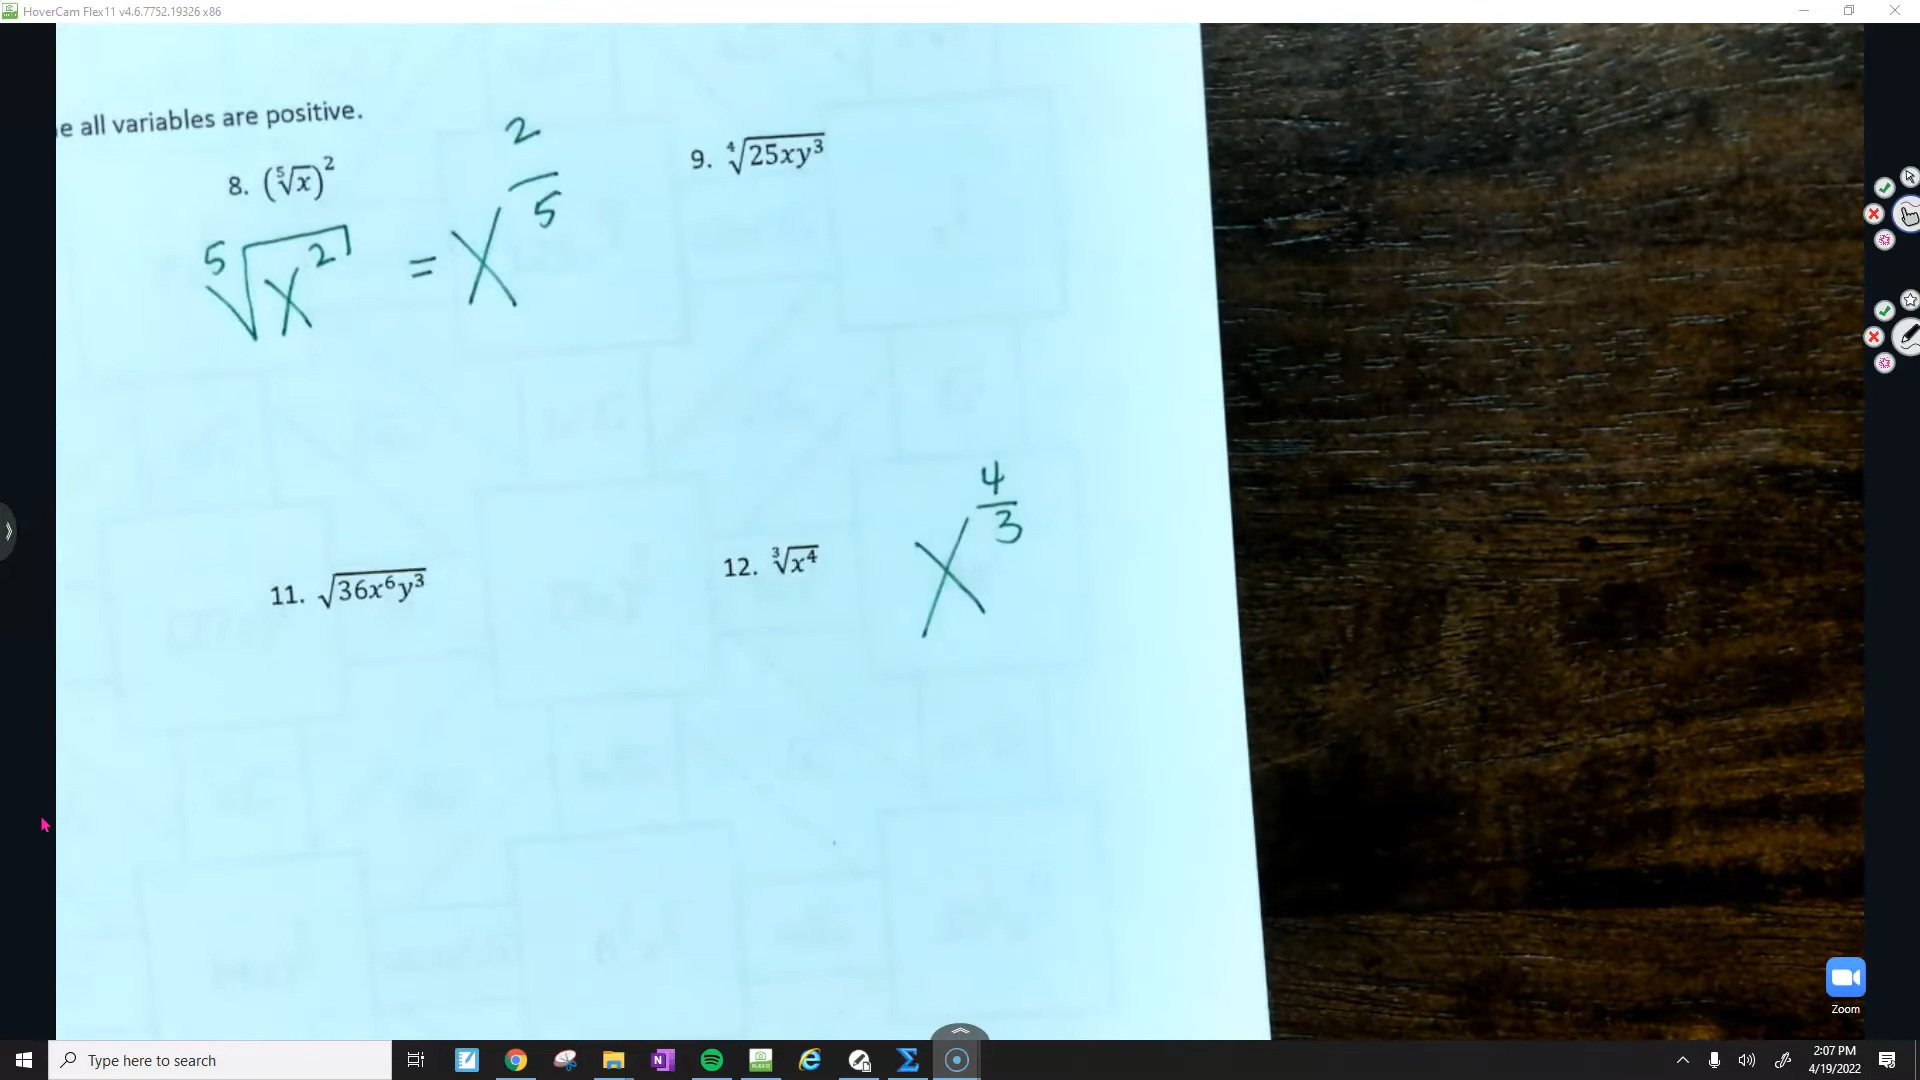 HoverCam Flex11 v4.6.7752.19326 x86
e all variables are positive.
8. (⁵√x)²
⁵√x² = x^(2/5)
9. ⁴√25xy³
11. √36x⁶y³
12. ³√x⁴
x^(4/3)
Zoom
Type here to search
2:07 PM
4/19/2022